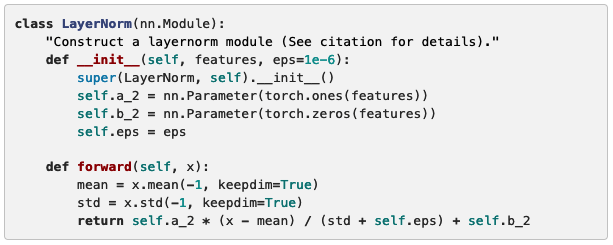 class LayerNorm(nn.Module):
    "Construct a layernorm module (See citation for details)."
    def __init__(self, features, eps=1e-6):
        super(LayerNorm, self).__init__()
        self.a_2 = nn.Parameter(torch.ones(features))
        self.b_2 = nn.Parameter(torch.zeros(features))
        self.eps = eps

    def forward(self, x):
        mean = x.mean(-1, keepdim=True)
        std = x.std(-1, keepdim=True)
        return self.a_2 * (x - mean) / (std + self.eps) + self.b_2